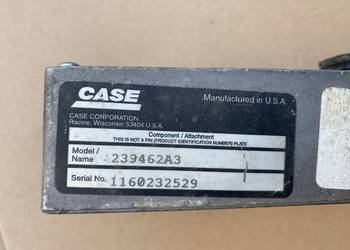 CASE
Manufactured in U.S.A.
CASE CORPORATION
Racine, Wisconsin 53404 U.S.A.
Component / Attachment
THIS IS NOT A PIN (PRODUCT IDENTIFICATION NUMBER) PLATE
Model / Name 239462A3
Serial No. 1160232529